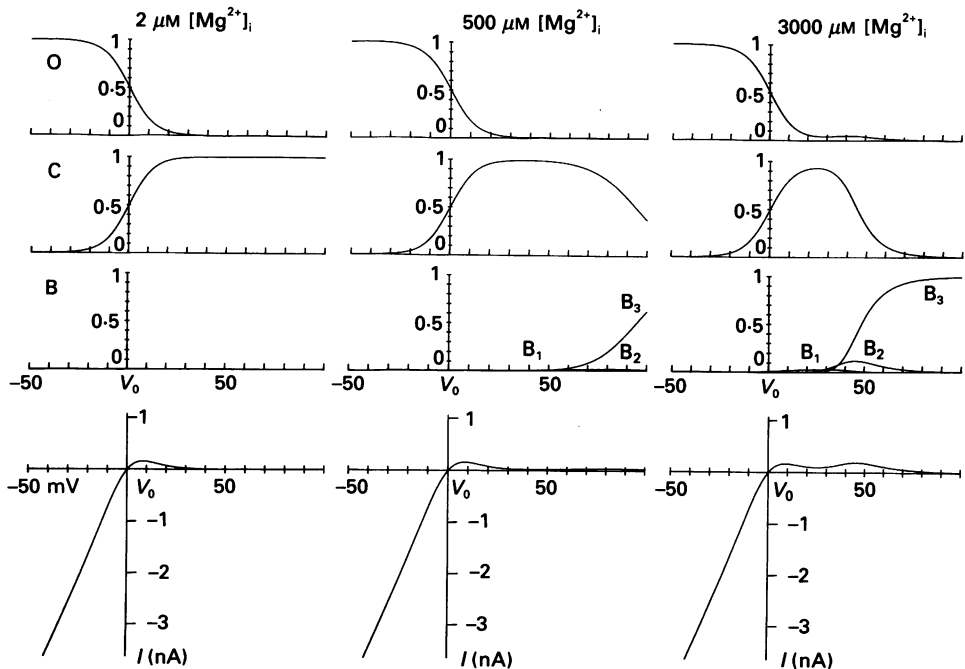 2 μM [Mg²⁺]ᵢ
500 μM [Mg²⁺]ᵢ
3000 μM [Mg²⁺]ᵢ
O
1
0·5
0
1
0·5
0
1
0·5
0
C
1
0·5
0
1
0·5
0
1
0·5
0
B
1
0·5
0
1
0·5
0
B₁
B₂
B₃
1
0·5
0
B₁
B₂
B₃
−50
V₀
50
−50
V₀
50
−50
V₀
50
1
−50 mV
V₀
50
−1
−2
−3
I (nA)
1
−50
V₀
50
−1
−2
−3
I (nA)
1
−50
V₀
50
−1
−2
−3
I (nA)